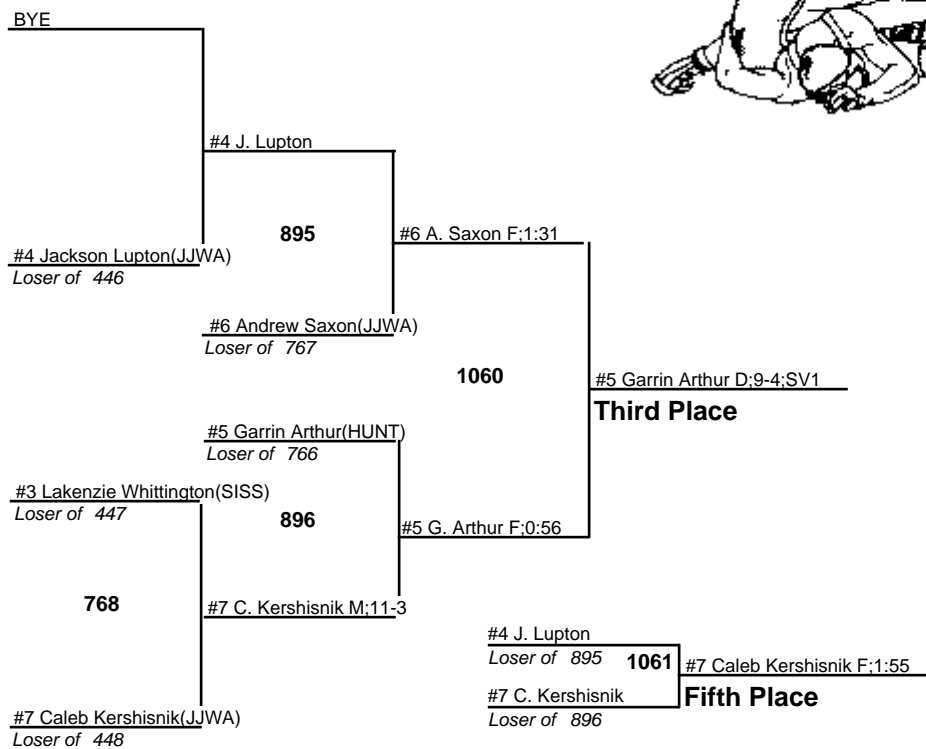 BYE
#4 J. Lupton
895
#6 A. Saxon F;1:31
#4 Jackson Lupton(JJWA)
Loser of 446
#6 Andrew Saxon(JJWA)
Loser of 767
1060
#5 Garrin Arthur D;9-4;SV1
Third Place
#5 Garrin Arthur(HUNT)
Loser of 766
#3 Lakenzie Whittington(SISS)
Loser of 447
896
#5 G. Arthur F;0:56
768
#7 C. Kershisnik M;11-3
#4 J. Lupton
Loser of 895
1061
#7 Caleb Kershisnik F;1:55
Fifth Place
#7 C. Kershisnik
Loser of 896
#7 Caleb Kershisnik(JJWA)
Loser of 448